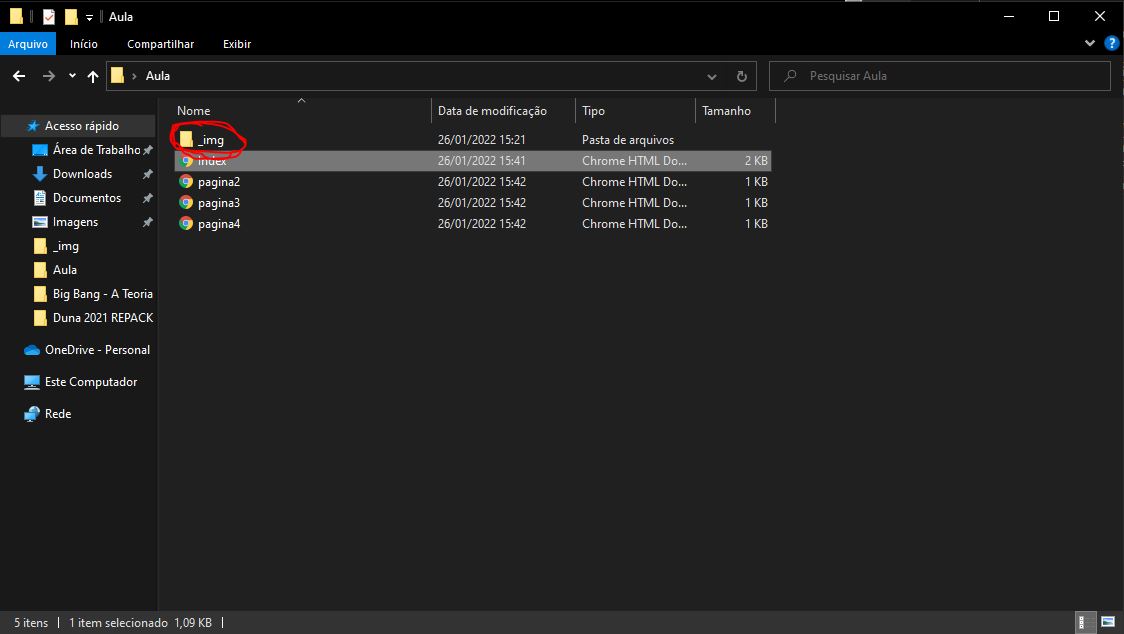 Aula
Arquivo Início Compartilhar Exibir
Aula Pesquisar Aula
Nome Data de modificação Tipo Tamanho
Acesso rápido
Área de Trabalho
Downloads
Documentos
Imagens
_img
Aula
Big Bang - A Teoria
Duna 2021 REPACK
OneDrive - Personal
Este Computador
Rede
_img 26/01/2022 15:21 Pasta de arquivos
index 26/01/2022 15:41 Chrome HTML Do... 2 KB
pagina2 26/01/2022 15:42 Chrome HTML Do... 1 KB
pagina3 26/01/2022 15:42 Chrome HTML Do... 1 KB
pagina4 26/01/2022 15:42 Chrome HTML Do... 1 KB
5 itens 1 item selecionado 1,09 KB